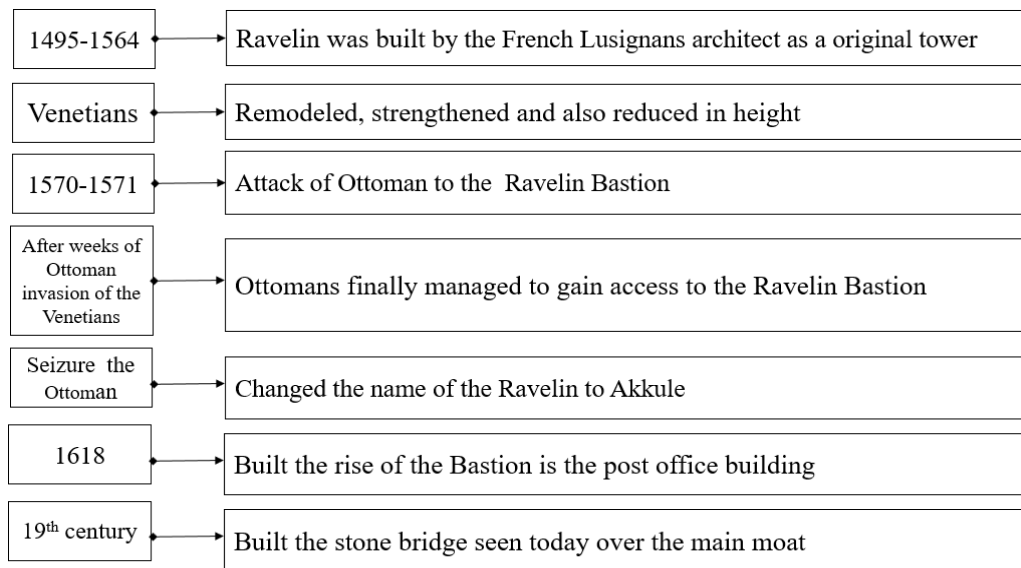 1495-1564
Ravelin was built by the French Lusignans architect as a original tower
Venetians
Remodeled, strengthened and also reduced in height
1570-1571
Attack of Ottoman to the Ravelin Bastion
After weeks of
Ottoman
invasion of the
Venetians
Ottomans finally managed to gain access to the Ravelin Bastion
Seizure the
Ottoman
Changed the name of the Ravelin to Akkule
1618
Built the rise of the Bastion is the post office building
19th century
Built the stone bridge seen today over the main moat